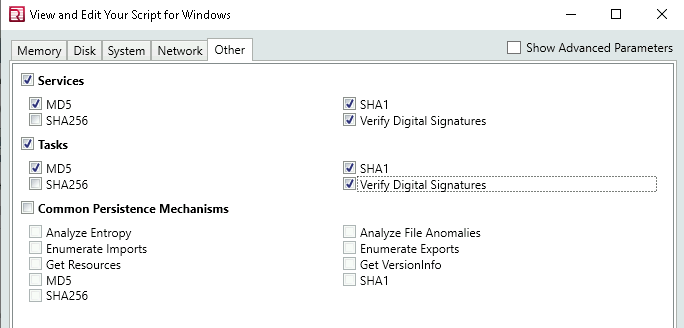 View and Edit Your Script for Windows
Memory Disk System Network Other Show Advanced Parameters
Services
MD5 SHA1
SHA256 Verify Digital Signatures
Tasks
MD5 SHA1
SHA256 Verify Digital Signatures
Common Persistence Mechanisms
Analyze Entropy Analyze File Anomalies
Enumerate Imports Enumerate Exports
Get Resources Get VersionInfo
MD5 SHA1
SHA256